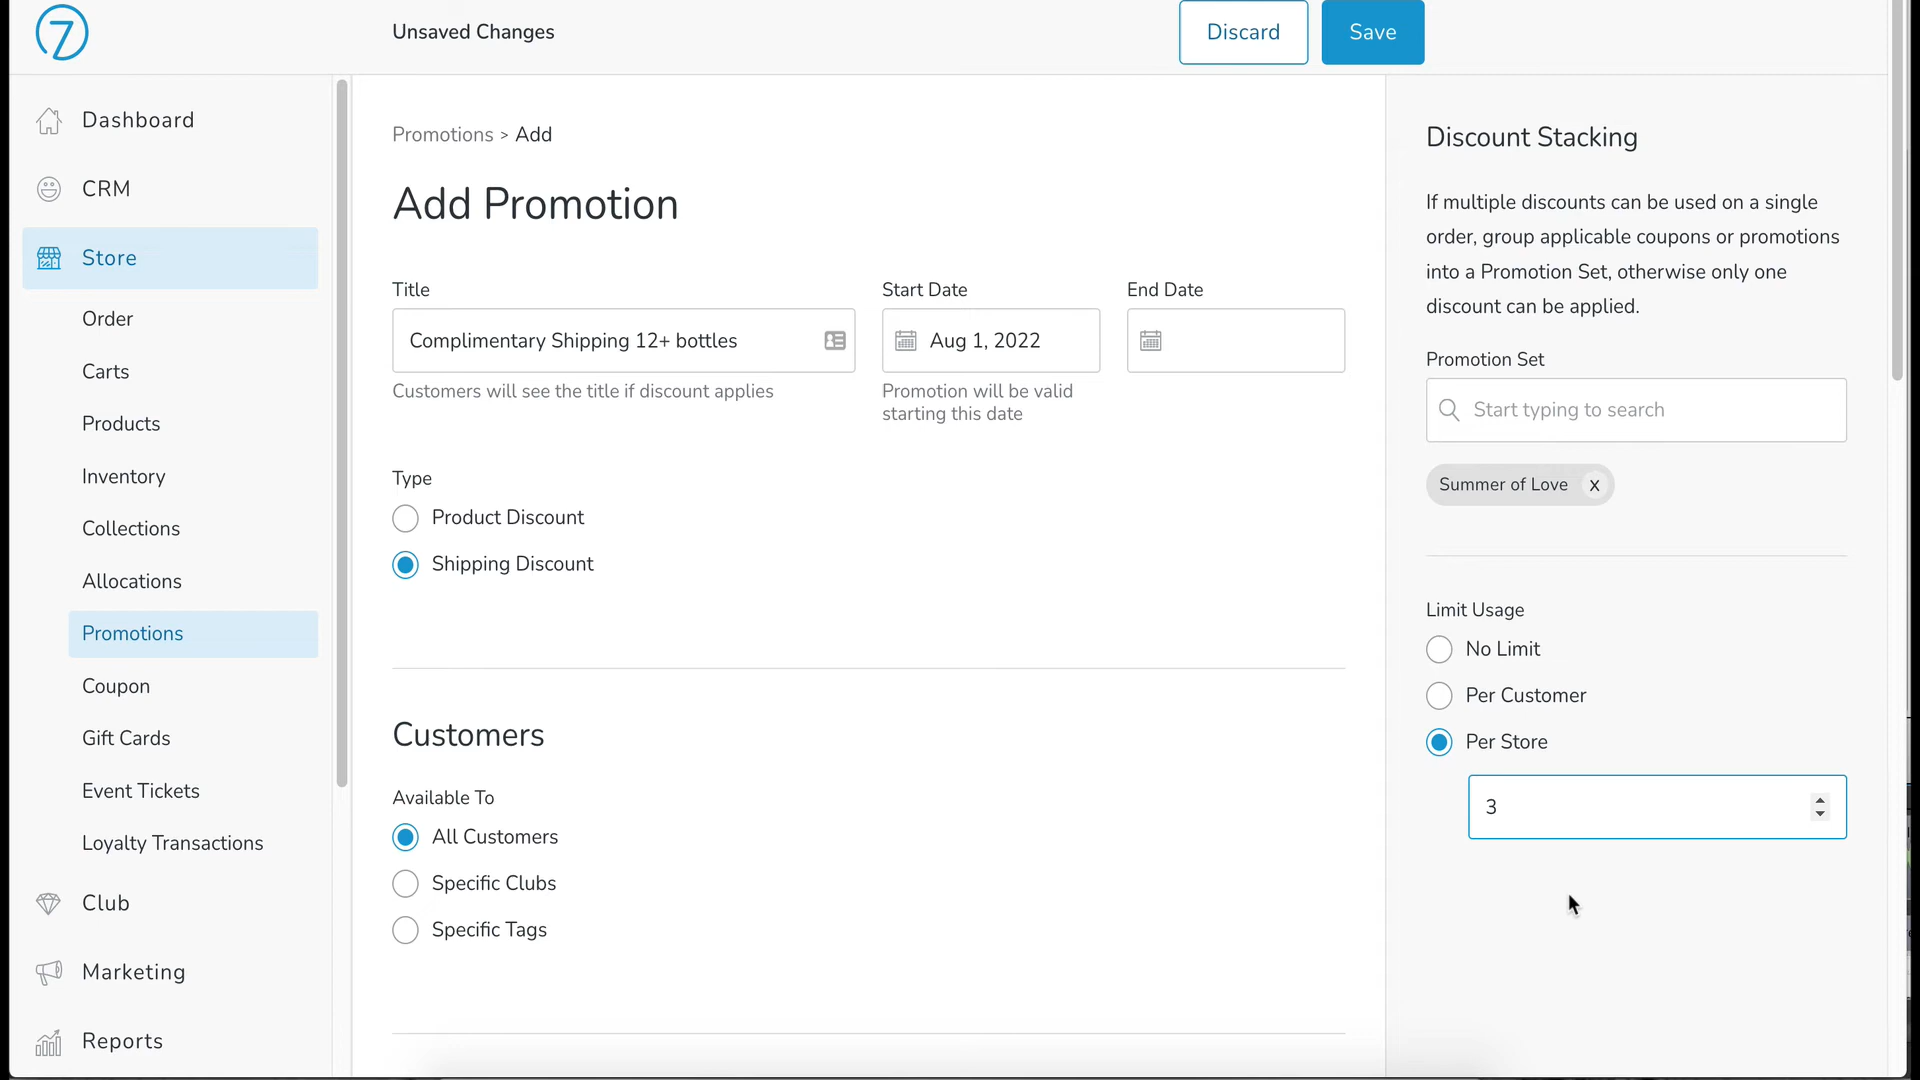 7
Unsaved Changes
Discard
Save
Dashboard
CRM
Store
Order
Carts
Products
Inventory
Collections
Allocations
Promotions
Coupon
Gift Cards
Event Tickets
Loyalty Transactions
Club
Marketing
Reports
Promotions > Add
Add Promotion
Title
Start Date
End Date
Complimentary Shipping 12+ bottles
Aug 1, 2022
Customers will see the title if discount applies
Promotion will be valid
starting this date
Type
Product Discount
Shipping Discount
Customers
Available To
All Customers
Specific Clubs
Specific Tags
Discount Stacking
If multiple discounts can be used on a single
order, group applicable coupons or promotions
into a Promotion Set, otherwise only one
discount can be applied.
Promotion Set
Start typing to search
Summer of Love x
Limit Usage
No Limit
Per Customer
Per Store
3